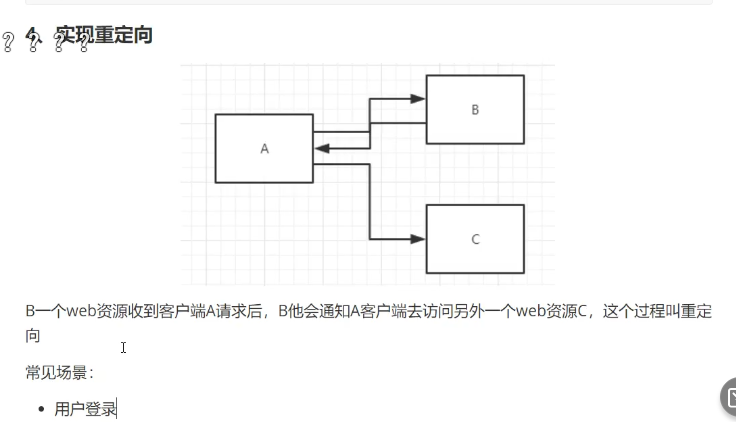 4、实现重定向
B
A
C
B一个web资源收到客户端A请求后，B他会通知A客户端去访问另外一个web资源C，这个过程叫重定
向
常见场景：
用户登录